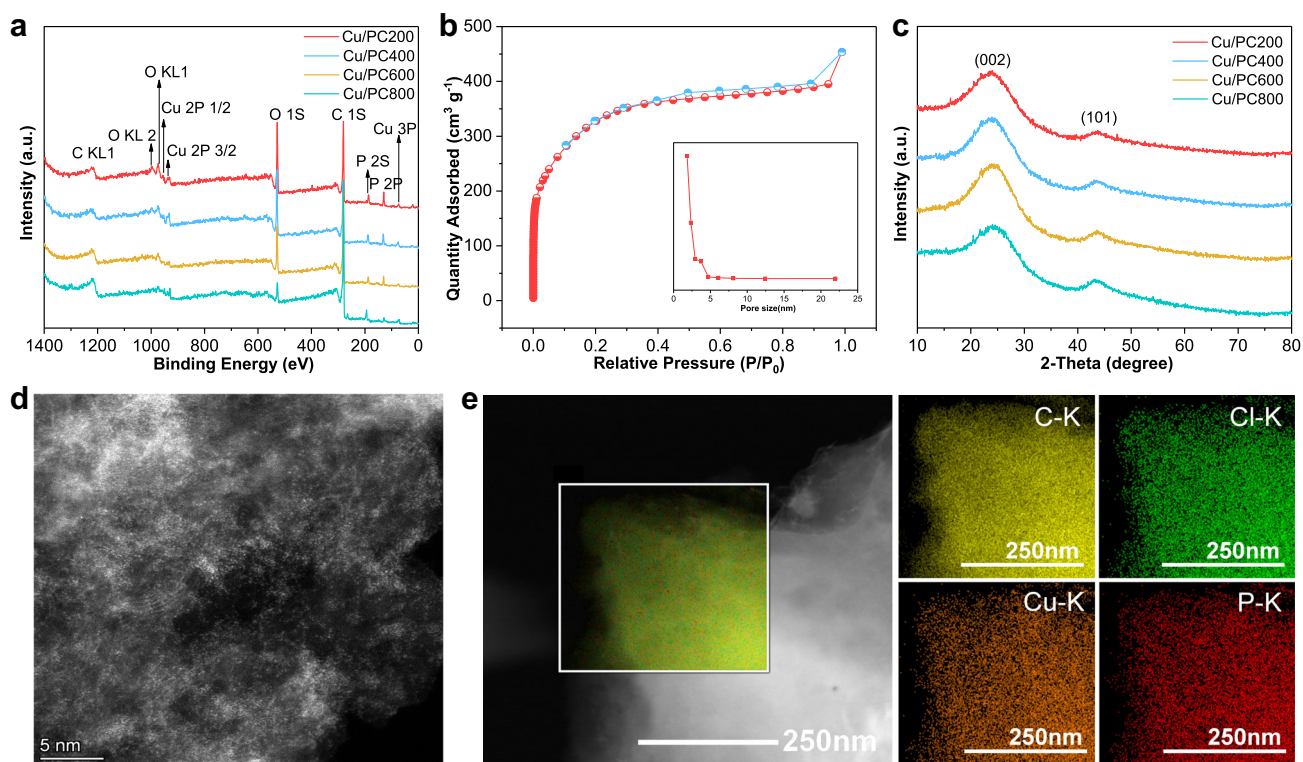 a
Cu/PC200
Cu/PC400
Cu/PC600
Cu/PC800
O KL1
Cu 2P 1/2
O KL 2
Cu 2P 3/2
C KL1
O 1S
C 1S
Cu 3P
P 2S
P 2P
Intensity (a.u.)
1400 1200 1000 800 600 400 200 0
Binding Energy (eV)
b
500
400
300
200
100
0
Quantity Adsorbed (cm³ g⁻¹)
0 5 10 15 20 25
Pore size(nm)
0.0 0.2 0.4 0.6 0.8 1.0
Relative Pressure (P/P₀)
c
Cu/PC200
Cu/PC400
Cu/PC600
Cu/PC800
(002)
(101)
Intensity (a.u.)
10 20 30 40 50 60 70 80
2-Theta (degree)
d
5 nm
e
250nm
C-K
250nm
Cl-K
250nm
Cu-K
250nm
P-K
250nm